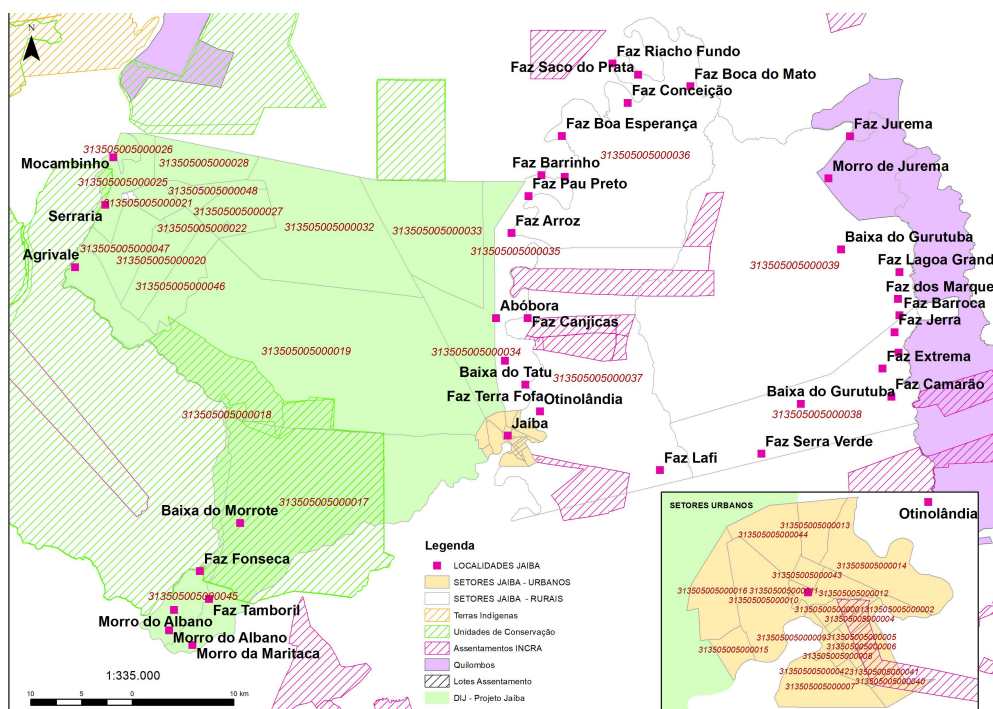 N
Faz Riacho Fundo
Faz Saco do Prata
Faz Boca do Mato
Faz Conceição
Faz Boa Esperança
Faz Jurema
313505005000026
Mocambinho
313505005000028
Faz Barrinho
313505005000036
Morro de Jurema
313505005000025
313505005000048
Faz Pau Preto
313505005000021
Serraria
313505005000027
313505005000022
313505005000032
313505005000033
Faz Arroz
Baixa do Gurutuba
313505005000047
Agrivale
313505005000020
313505005000035
313505005000039
Faz Lagoa Grand
313505005000046
Faz dos Marque
Faz Barroca
Abóbora
Faz Canjicas
Faz Jerra
313505005000019
313505005000034
Faz Extrema
Baixa do Tatu
313505005000037
Faz Terra Fofa
Otinolândia
Baixa do Gurutuba
Faz Camarão
313505005000018
313505005000038
Jaíba
Faz Serra Verde
Faz Lafi
313505005000017
Baixa do Morrote
Faz Fonseca
313505005000045
Faz Tamboril
Morro do Albano
Morro do Albano
Morro da Maritaca
1:335.000
10 0 10 km
Legenda
LOCALIDADES JAIBA
SETORES JAIBA - URBANOS
SETORES JAIBA - RURAIS
Terras Indígenas
Unidades de Conservação
Assentamentos INCRA
Quilombos
Lotes Assentamento
DIJ - Projeto Jaíba
SETORES URBANOS
Otinolândia
313505005000013
313505005000044
313505005000014
313505005000043
313505005000016
313505005000010
313505005000012
313505005000002
313505005000004
313505005000009
313505005000005
313505005000006
313505005000015
313505005000008
313505005000042
313505005000041
313505005000007
313505005000040